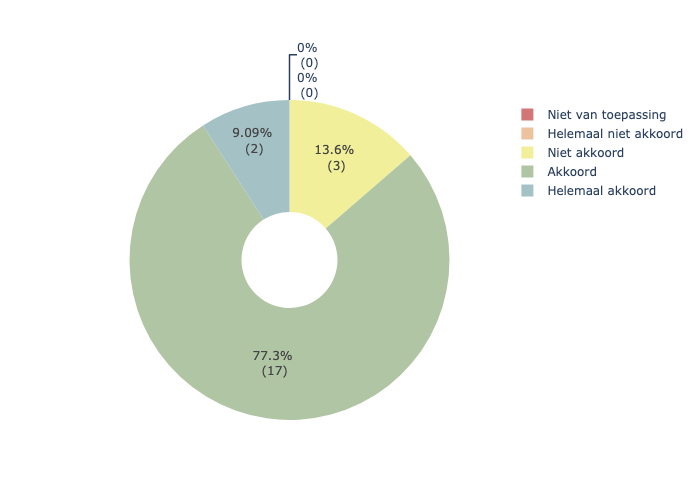 0%
(0)
0%
(0)
9.09%
(2)
13.6%
(3)
77.3%
(17)
Niet van toepassing
Helemaal niet akkoord
Niet akkoord
Akkoord
Helemaal akkoord